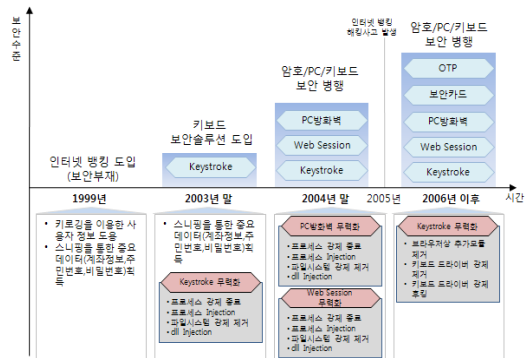 보안수준
인터넷 뱅킹
해킹사고 발생
암호/PC/키보드
보안 병행
OTP
보안카드
PC방화벽
Web Session
Keystroke
암호/PC/키보드
보안 병행
PC방화벽
Web Session
Keystroke
키보드
보안솔루션 도입
Keystroke
인터넷 뱅킹 도입
(보안부재)
1999년
2003년 말
2004년 말
2005년
2006년 이후
시간
• 키로깅을 이용한 사
용자 정보 도용
• 스니핑을 통한 중요
데이터(계좌정보,주
민번호,비밀번호)획
득
• 스니핑을 통한 중요
데이터(계좌정보,주
민번호,비밀번호)획
득
Keystroke 무력화
• 프로세스 강제 종료
• 프로세스 Injection
• 파일시스템 강제 제거
• dll Injection
PC방화벽 무력화
• 프로세스 강제 종료
• 프로세스 Injection
• 파일시스템 강제 제거
• dll Injection
Web Session
무력화
• 프로세스 강제 종료
• 프로세스 Injection
• 파일시스템 강제 제거
• dll Injection
Keystroke 무력화
• 브라우저상 추가모듈
제거
• 키보드 드라이버 강제
제거
• 키보드 드라이버 강제
후킹